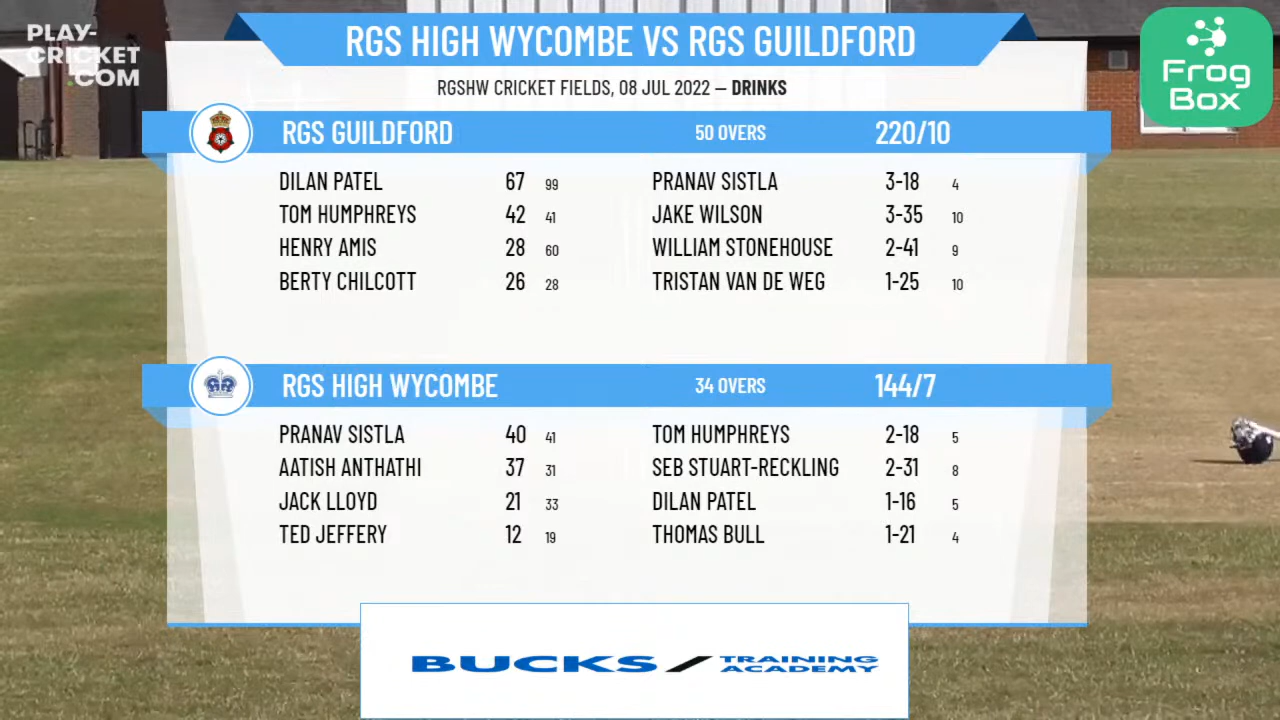 PLAY-
CRICKET
.COM
RGS HIGH WYCOMBE VS RGS GUILDFORD
Frog
Box
RGSHW CRICKET FIELDS, 08 JUL 2022 – DRINKS
RGS GUILDFORD 50 OVERS 220/10
DILAN PATEL 67 99 PRANAV SISTLA 3-18 4
TOM HUMPHREYS 42 41 JAKE WILSON 3-35 10
HENRY AMIS 28 60 WILLIAM STONEHOUSE 2-41 9
BERTY CHILCOTT 26 28 TRISTAN VAN DE WEG 1-25 10
RGS HIGH WYCOMBE 34 OVERS 144/7
PRANAV SISTLA 40 41 TOM HUMPHREYS 2-18 5
AATISH ANTHATHI 37 31 SEB STUART-RECKLING 2-31 8
JACK LLOYD 21 33 DILAN PATEL 1-16 5
TED JEFFERY 12 19 THOMAS BULL 1-21 4
BUCKS TRAINING
ACADEMY